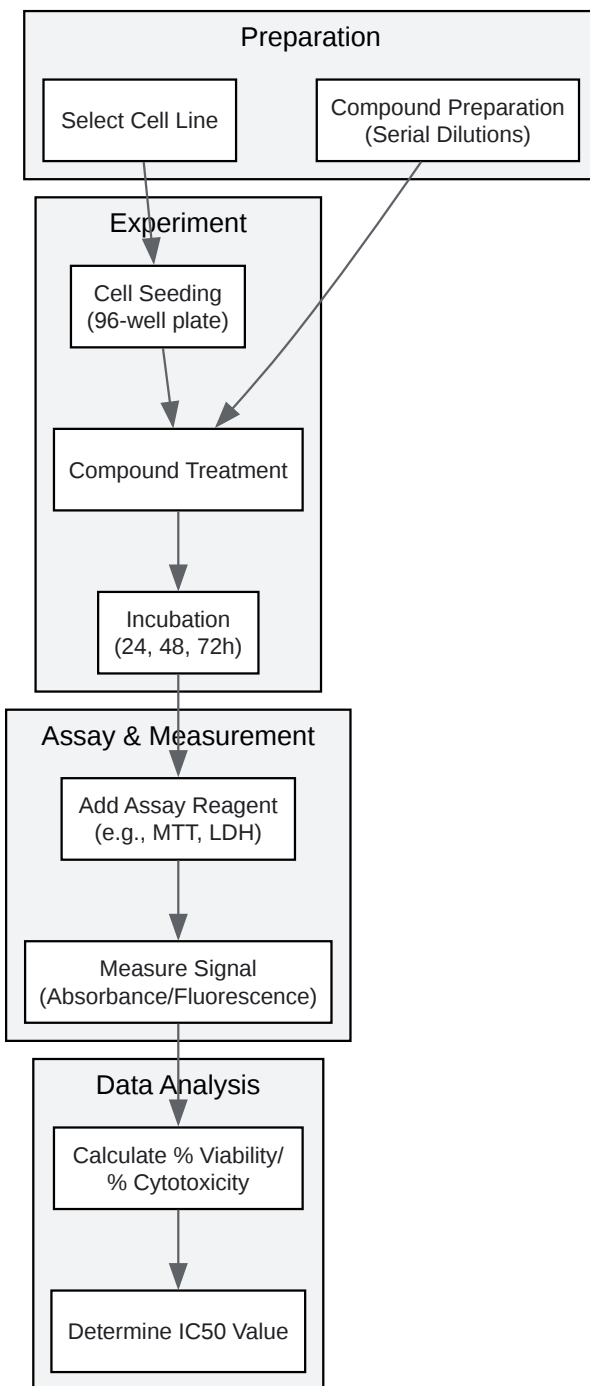 Preparation
Select Cell Line
Compound Preparation
(Serial Dilutions)
Experiment
Cell Seeding
(96-well plate)
Compound Treatment
Incubation
(24, 48, 72h)
Assay & Measurement
Add Assay Reagent
(e.g., MTT, LDH)
Measure Signal
(Absorbance/Fluorescence)
Data Analysis
Calculate % Viability/
% Cytotoxicity
Determine IC50 Value